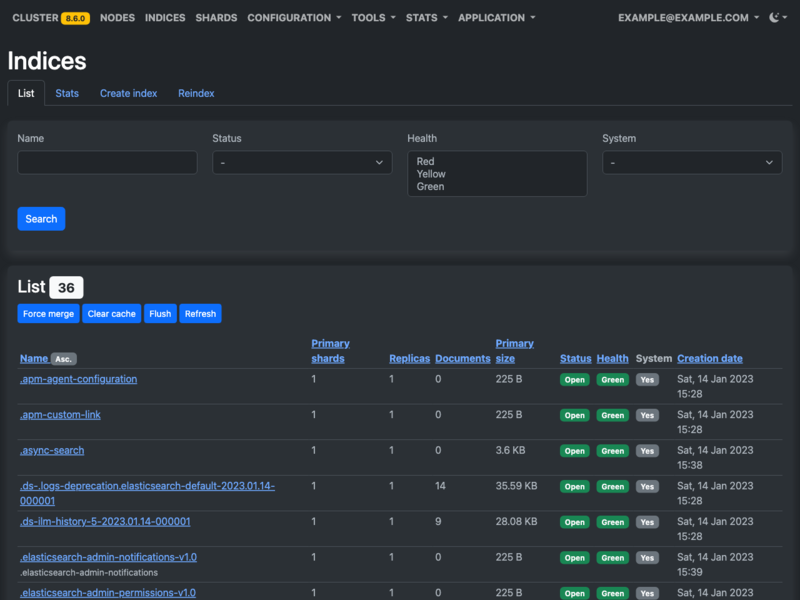 CLUSTER 8.6.0 NODES INDICES SHARDS CONFIGURATION TOOLS STATS APPLICATION EXAMPLE@EXAMPLE.COM
Indices
List Stats Create index Reindex
Name Status Health System
- Red -
Yellow
Green
Search
List 36
Force merge Clear cache Flush Refresh
Name Asc. Primary shards Replicas Documents Primary size Status Health System Creation date
.apm-agent-configuration 1 1 0 225 B Open Green Yes Sat, 14 Jan 2023
15:28
.apm-custom-link 1 1 0 225 B Open Green Yes Sat, 14 Jan 2023
15:28
.async-search 1 1 0 3.6 KB Open Green Yes Sat, 14 Jan 2023
15:38
.ds-.logs-deprecation.elasticsearch-default-2023.01.14- 1 1 14 35.59 KB Open Green Yes Sat, 14 Jan 2023
000001 15:28
.ds-ilm-history-5-2023.01.14-000001 1 1 9 28.08 KB Open Green Yes Sat, 14 Jan 2023
15:28
.elasticsearch-admin-notifications-v1.0 1 1 0 225 B Open Green Yes Sat, 14 Jan 2023
.elasticsearch-admin-notifications 15:39
.elasticsearch-admin-permissions-v1.0 1 1 0 225 B Open Green Yes Sat, 14 Jan 2023